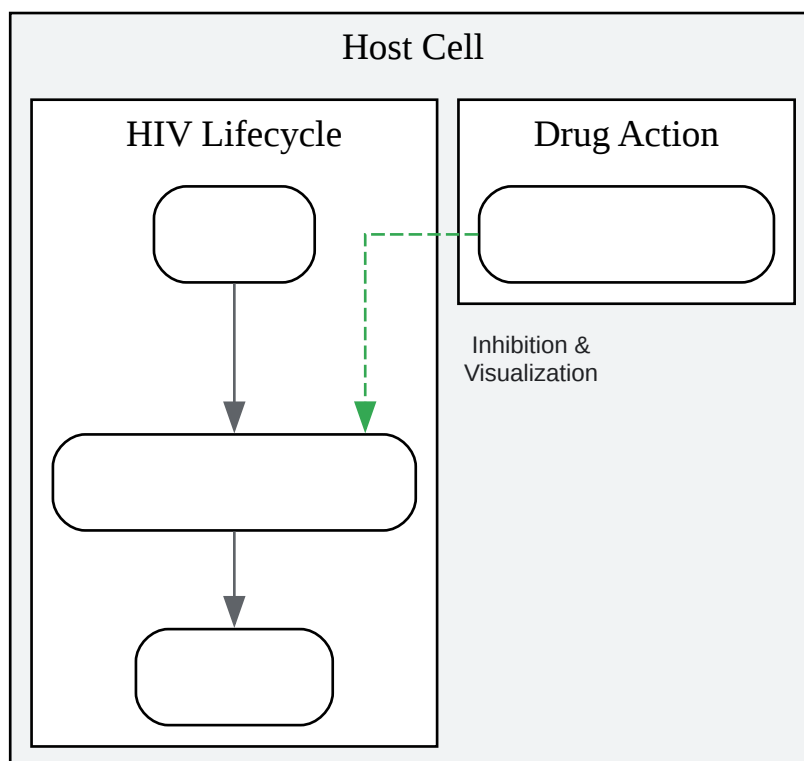 Host Cell
HIV Lifecycle
Drug Action
Inhibition &
Visualization